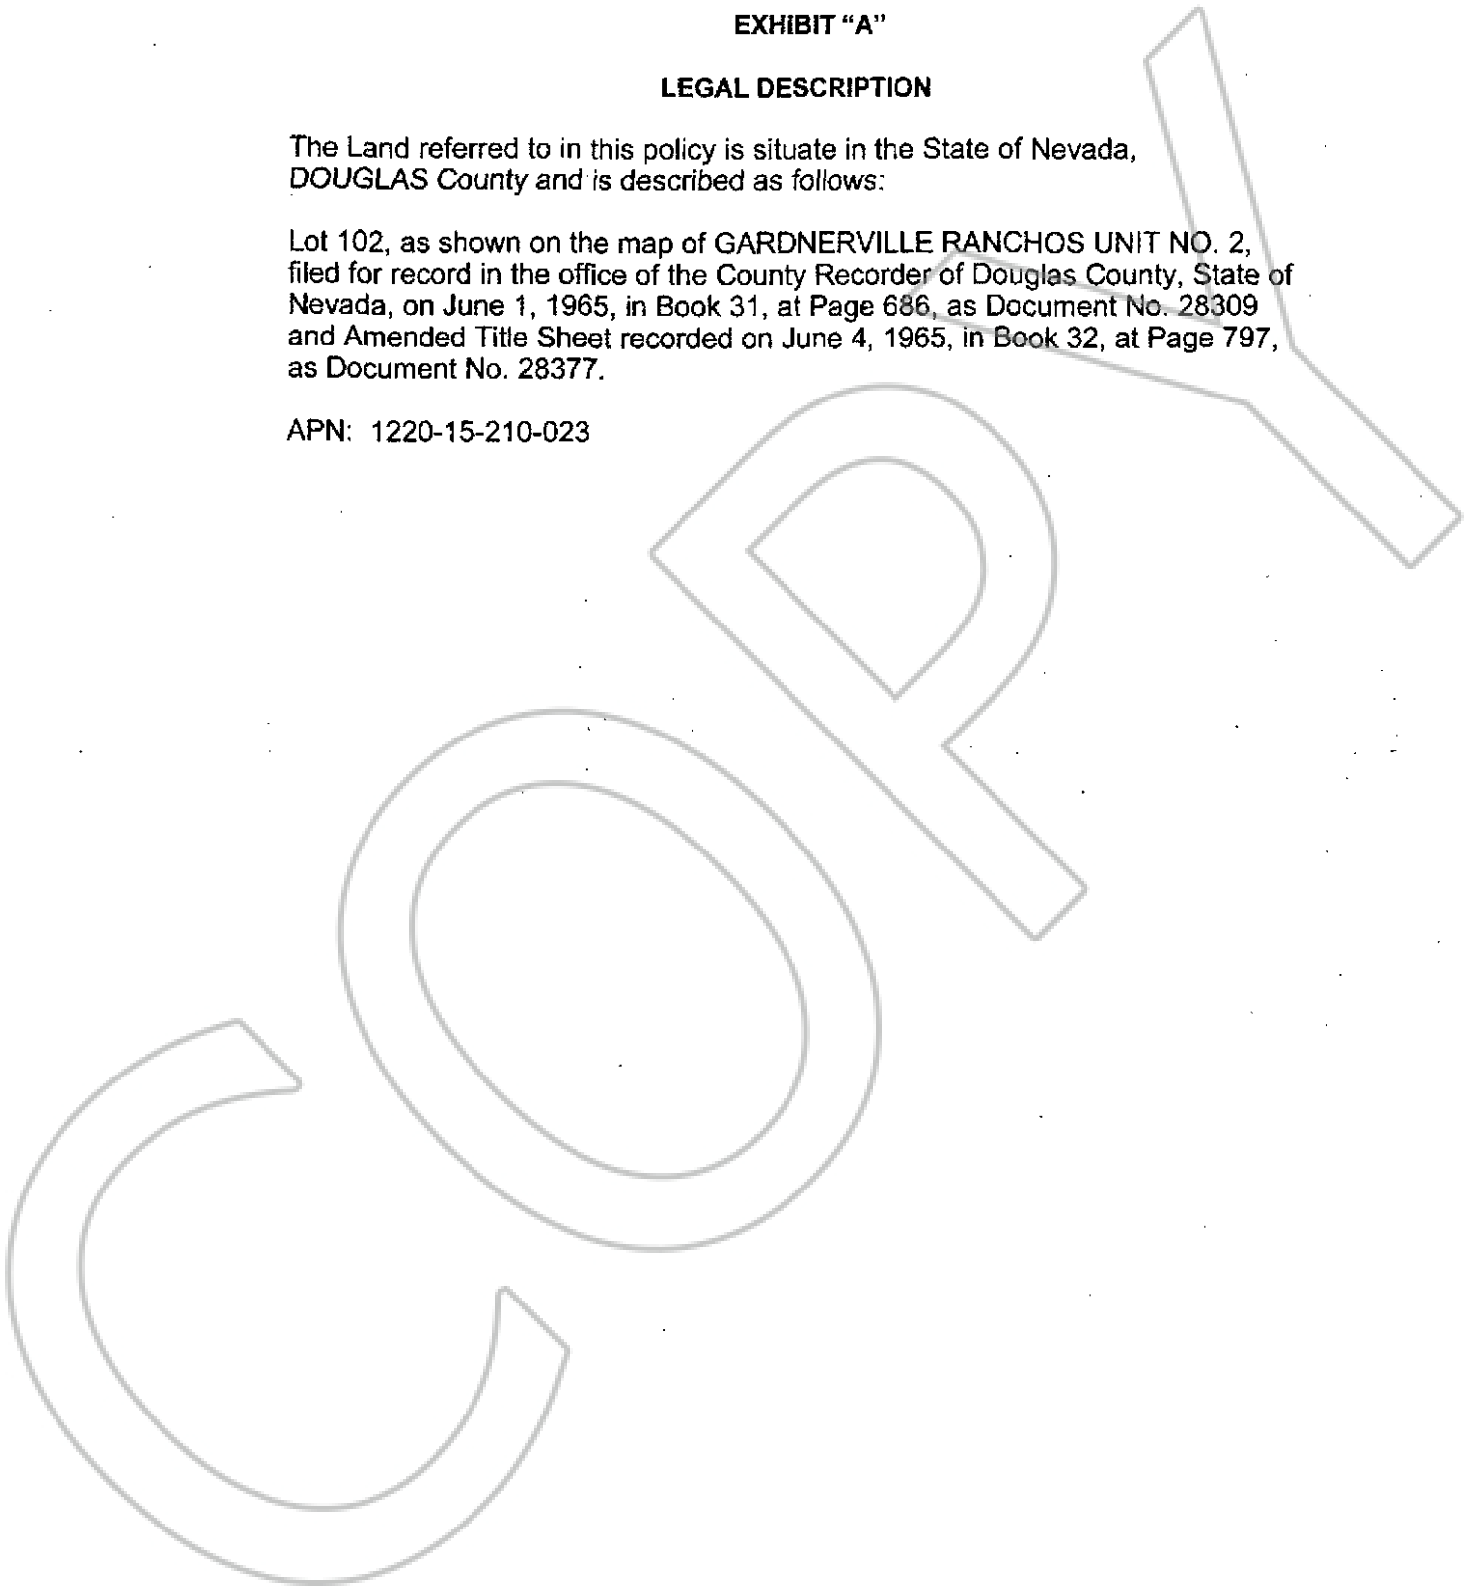 EXHIBIT “A”
LEGAL DESCRIPTION
The Land referred to in this policy is situate in the State of Nevada,
DOUGLAS County and is described as follows:
Lot 102, as shown on the map of GARDNERVILLE RANCHOS UNIT NO. 2,
filed for record in the office of the County Recorder of Douglas County, State of
Nevada, on June 1, 1965, in Book 31, at Page 686, as Document No. 28309
and Amended Title Sheet recorded on June 4, 1965, in Book 32, at Page 797,
as Document No. 28377.
APN: 1220-15-210-023
COPY